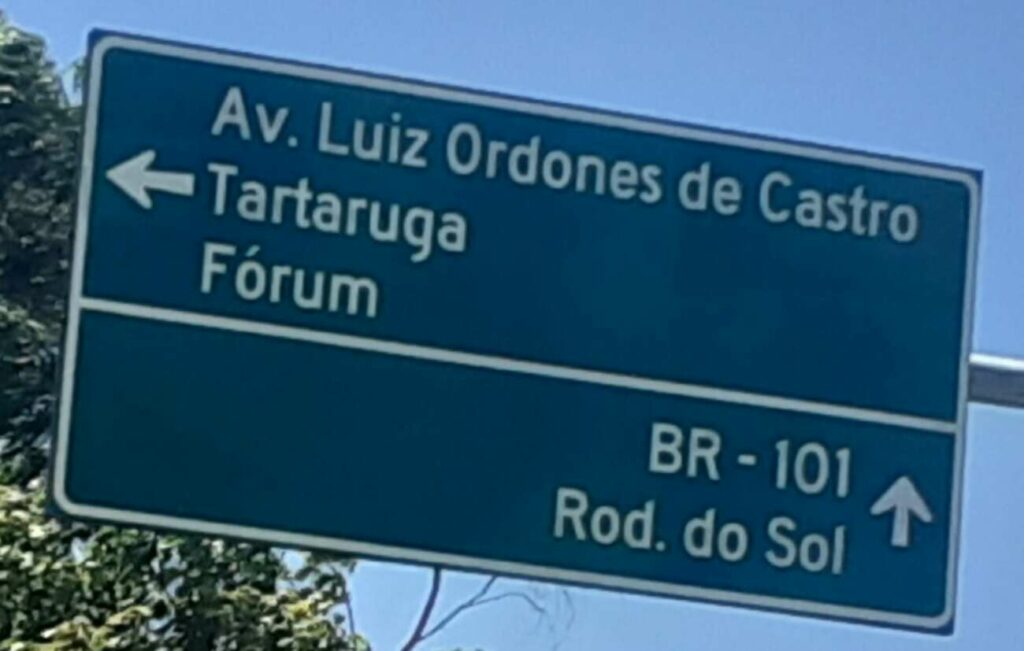 Av. Luiz Ordones de Castro
Tartaruga
Fórum
BR - 101
Rod. do Sol